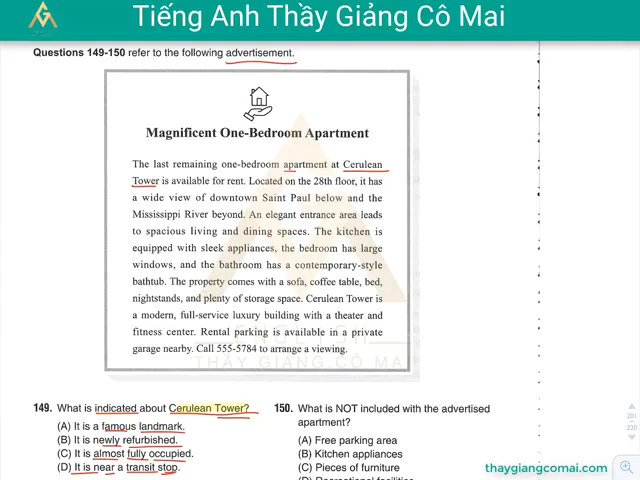 Tiếng Anh Thầy Giảng Cô Mai
Questions 149-150 refer to the following advertisement.
Magnificent One-Bedroom Apartment
The last remaining one-bedroom apartment at Cerulean
Tower is available for rent. Located on the 28th floor, it has
a wide view of downtown Saint Paul below and the
Mississippi River beyond. An elegant entrance area leads
to spacious living and dining spaces. The kitchen is
equipped with sleek appliances, the bedroom has large
windows, and the bathroom has a contemporary-style
bathtub. The property comes with a sofa, coffee table, bed,
nightstands, and plenty of storage space. Cerulean Tower is
a modern, full-service luxury building with a theater and
fitness center. Rental parking is available in a private
garage nearby. Call 555-5784 to arrange a viewing.
ENGLISH
THẦY GIẢNG CÔ MAI
149. What is indicated about Cerulean Tower?
(A) It is a famous landmark.
(B) It is newly refurbished.
(C) It is almost fully occupied.
(D) It is near a transit stop.
150. What is NOT included with the advertised
apartment?
(A) Free parking area
(B) Kitchen appliances
(C) Pieces of furniture
(D) Recreational facilities
thaygiangcomai.com